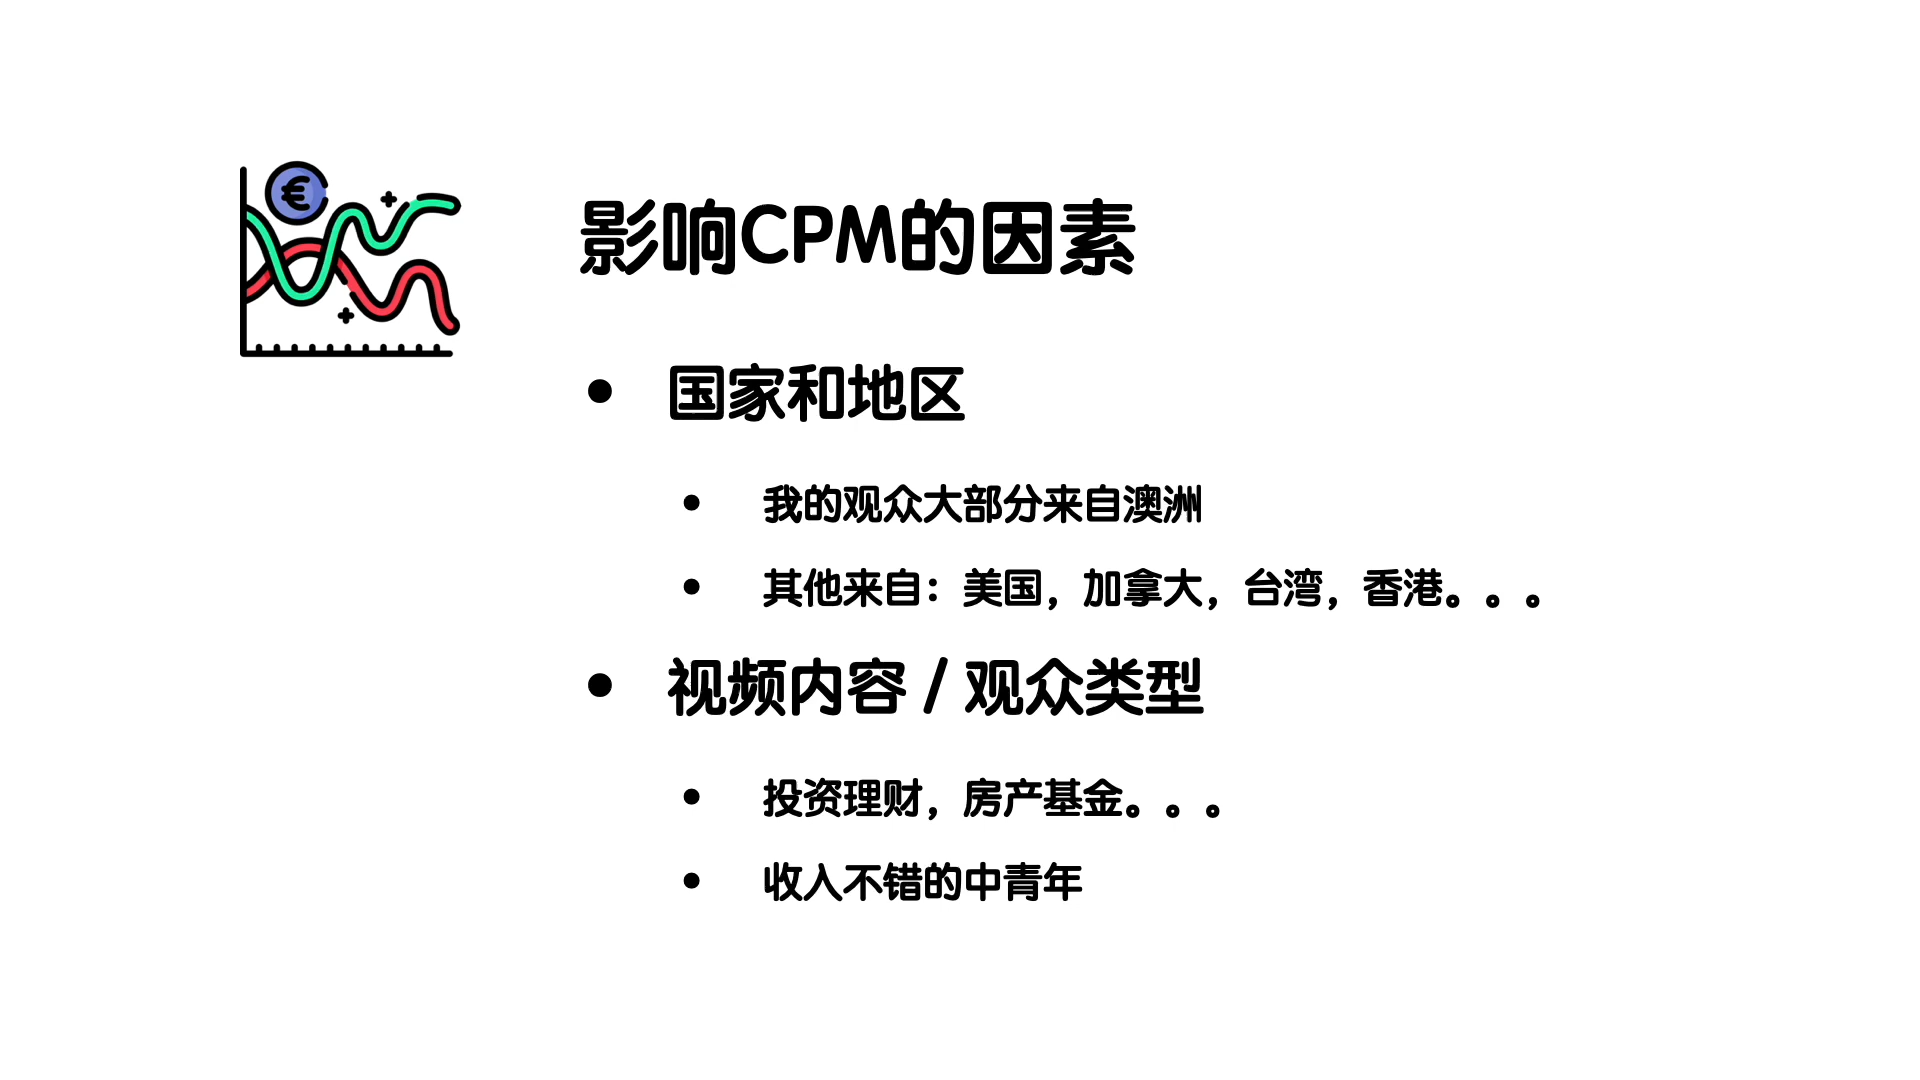 €
影响CPM的因素
• 国家和地区
• 我的观众大部分来自澳洲
• 其他来自：美国，加拿大，台湾，香港。。。
• 视频内容 / 观众类型
• 投资理财，房产基金。。。
• 收入不错的中青年